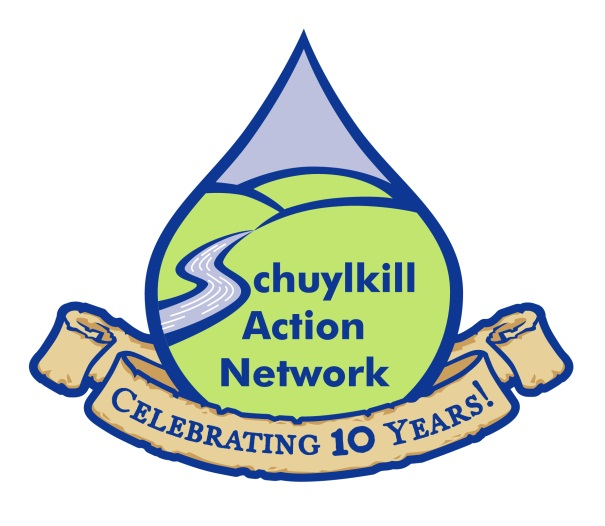 Schuylkill
Action
Network
CELEBRATING 10 YEARS!